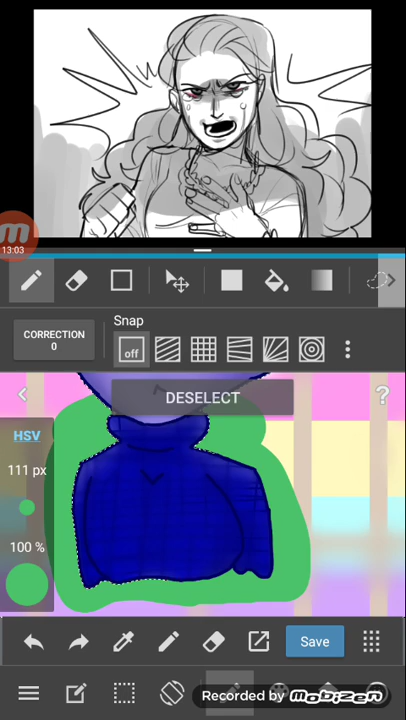 13:03
CORRECTION
0
Snap
off
DESELECT
?
HSV
111 px
100 %
Save
Recorded by Mobizen